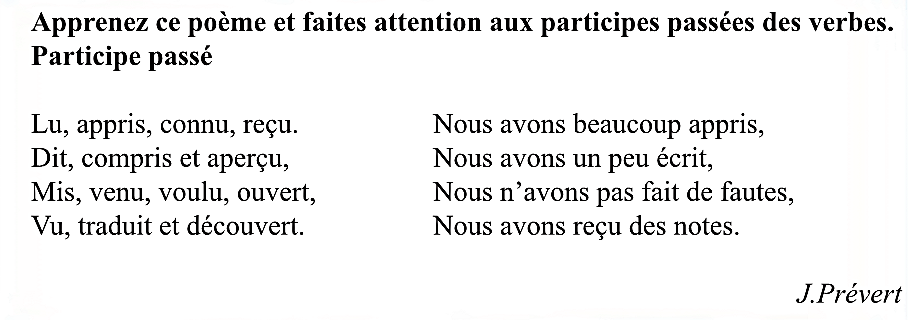 Apprenez ce poème et faites attention aux participes passées des verbes.
Participe passé
Lu, appris, connu, reçu.
Dit, compris et aperçu,
Mis, venu, voulu, ouvert,
Vu, traduit et découvert.
Nous avons beaucoup appris,
Nous avons un peu écrit,
Nous n’avons pas fait de fautes,
Nous avons reçu des notes.
J.Prévert